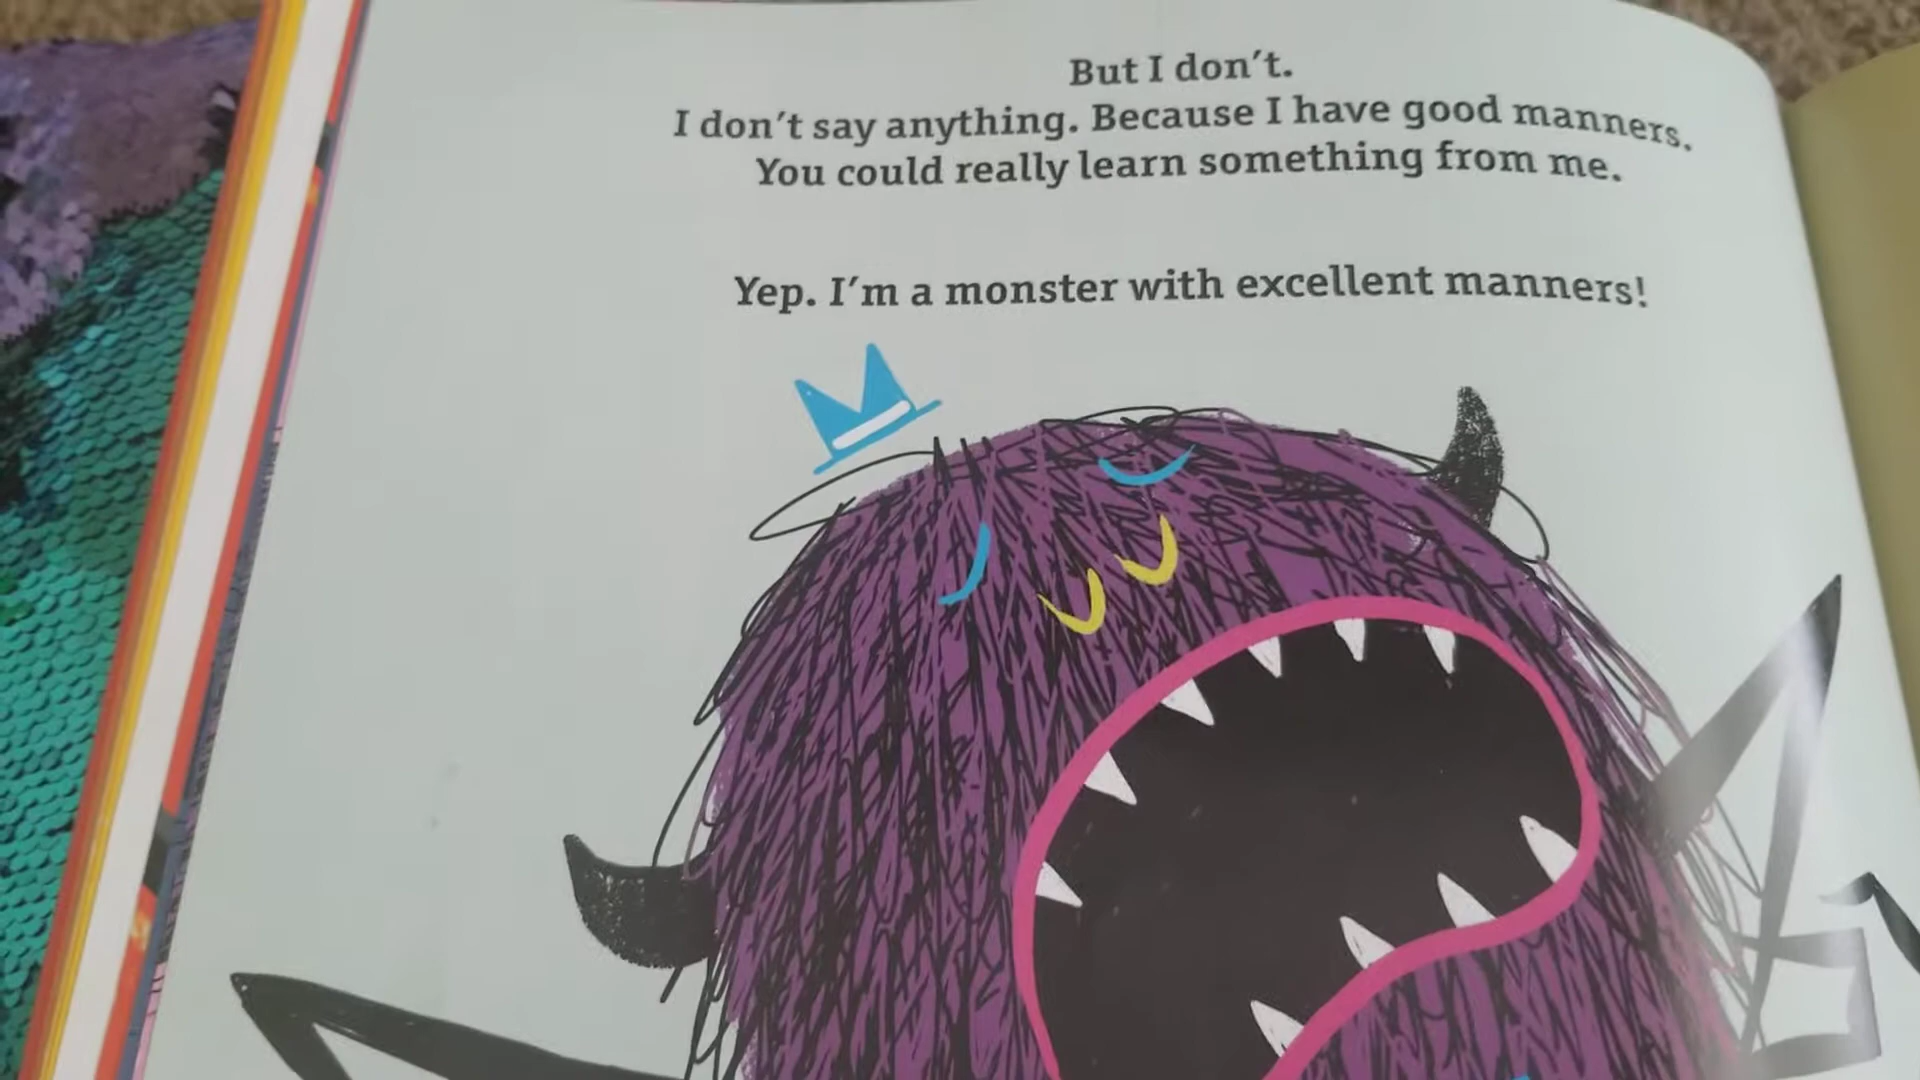 But I don't.
I don't say anything. Because I have good manners.
You could really learn something from me.
Yep. I'm a monster with excellent manners!